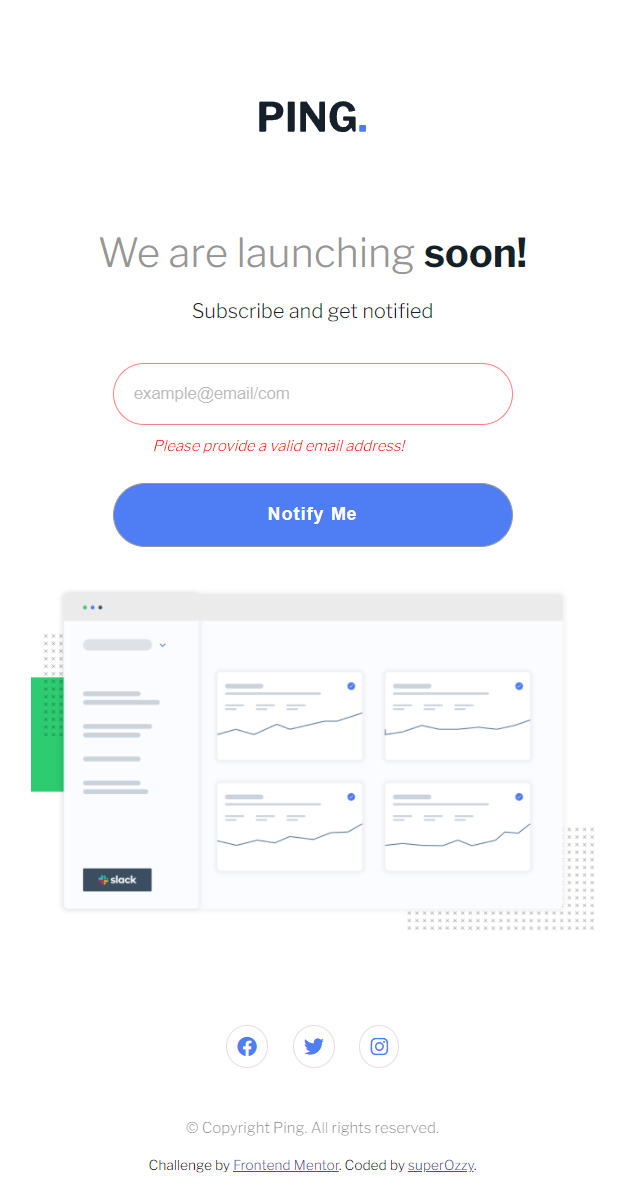 PING.
We are launching soon!
Subscribe and get notified
example@email/com
Please provide a valid email address!
Notify Me
slack
© Copyright Ping. All rights reserved.
Challenge by Frontend Mentor. Coded by superOzzy.